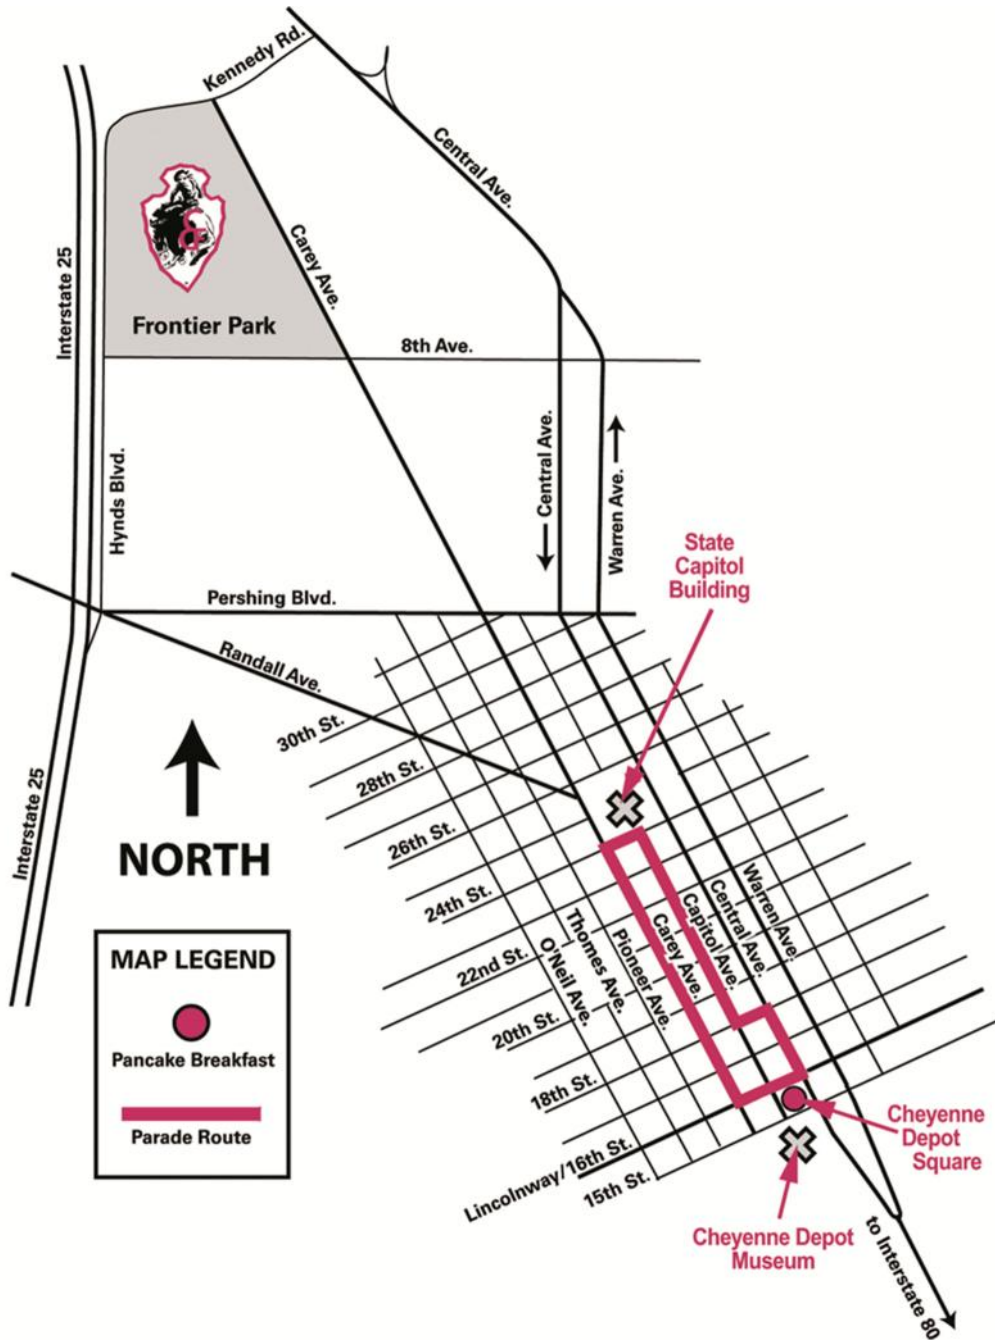 Kennedy Rd.
Central Ave.
Carey Ave.
Interstate 25
&
Frontier Park
8th Ave.
Hynds Blvd.
Central Ave.
Warren Ave.
State
Capitol
Building
Pershing Blvd.
Randall Ave.
30th St.
28th St.
26th St.
24th St.
22nd St.
20th St.
18th St.
Lincolnway/16th St.
15th St.
Interstate 25
NORTH
O'Neil Ave.
Thomes Ave.
Pioneer Ave.
Carey Ave.
Capitol Ave.
Central Ave.
Warren Ave.
MAP LEGEND
Pancake Breakfast
Parade Route
Cheyenne
Depot
Square
Cheyenne Depot
Museum
to Interstate 80